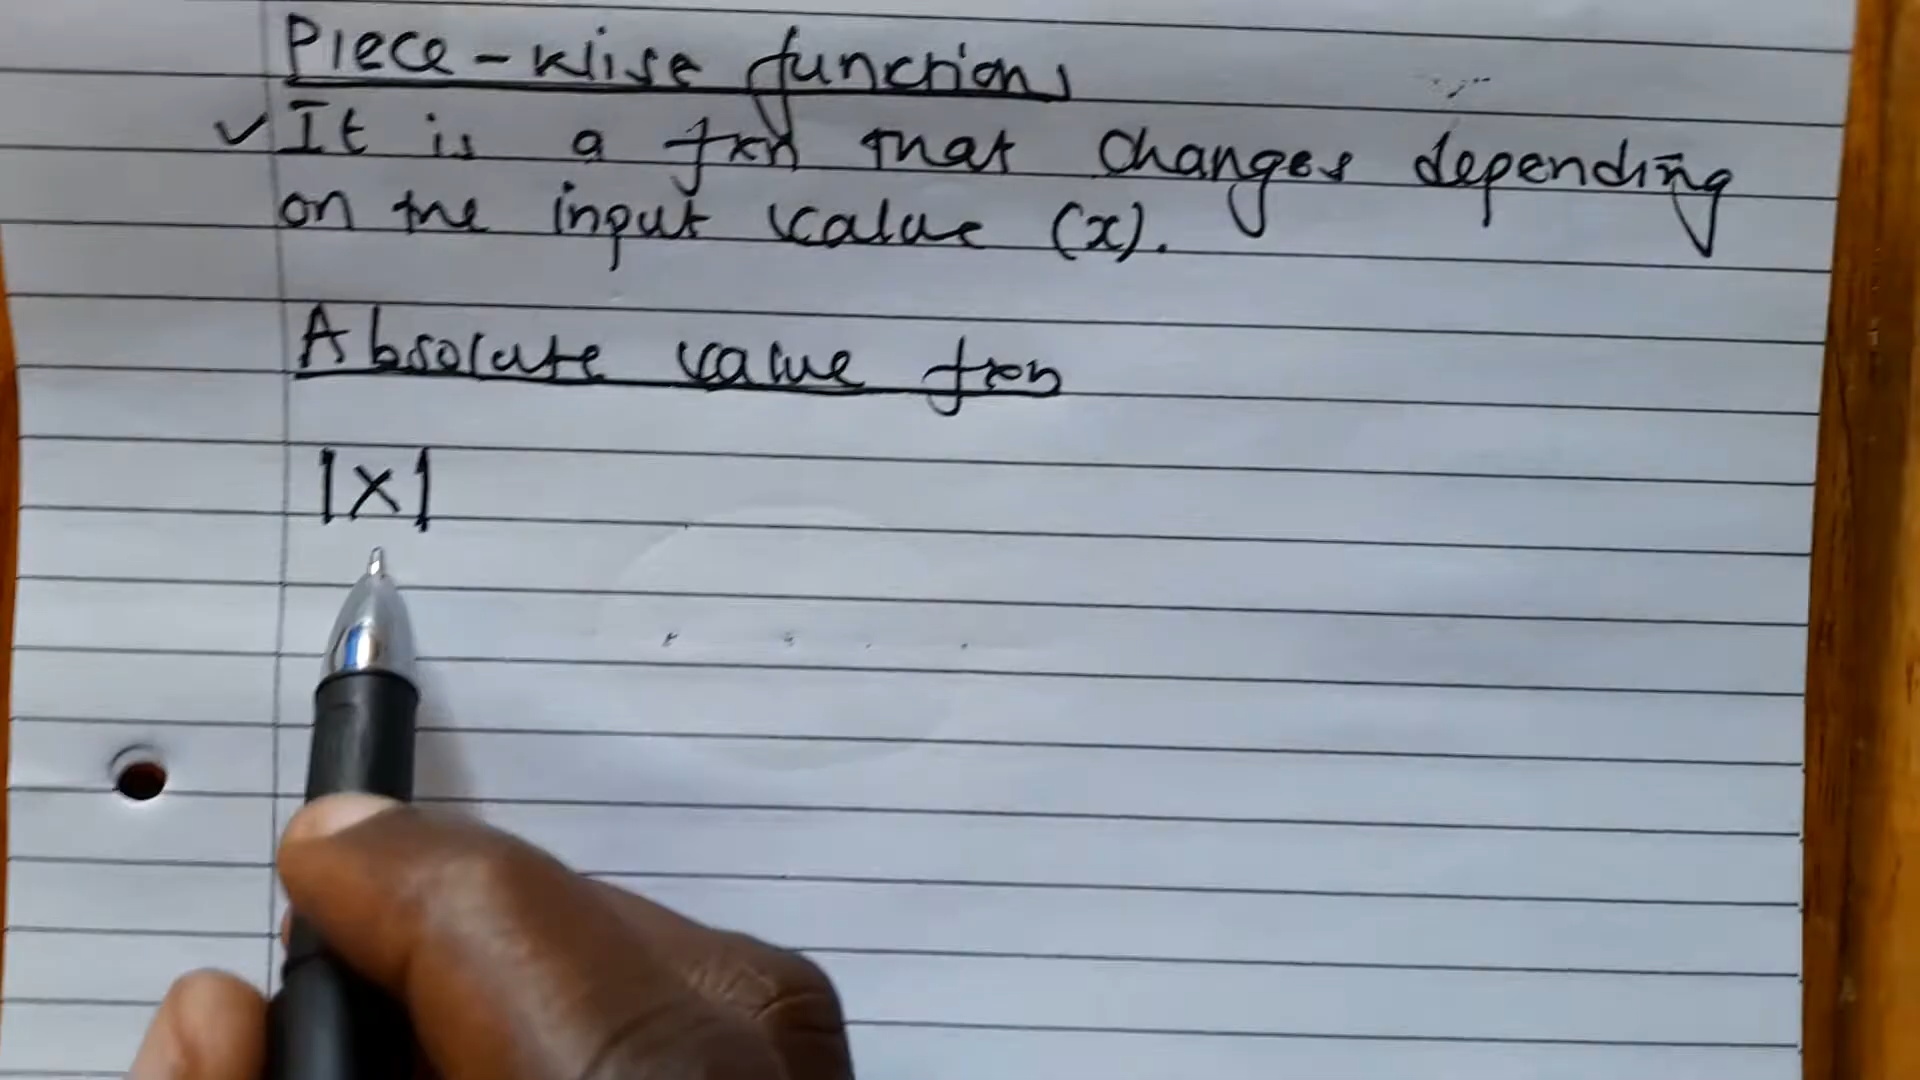 Piece-wise functions
✓ It is a fxn that changes depending
on the input value (x).
Absolute value fxn
|x|